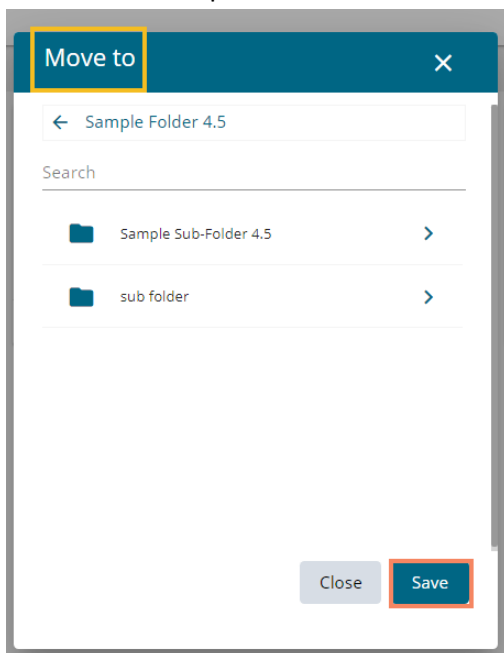 Move to
Sample Folder 4.5
Search
Sample Sub-Folder 4.5
sub folder
Close Save